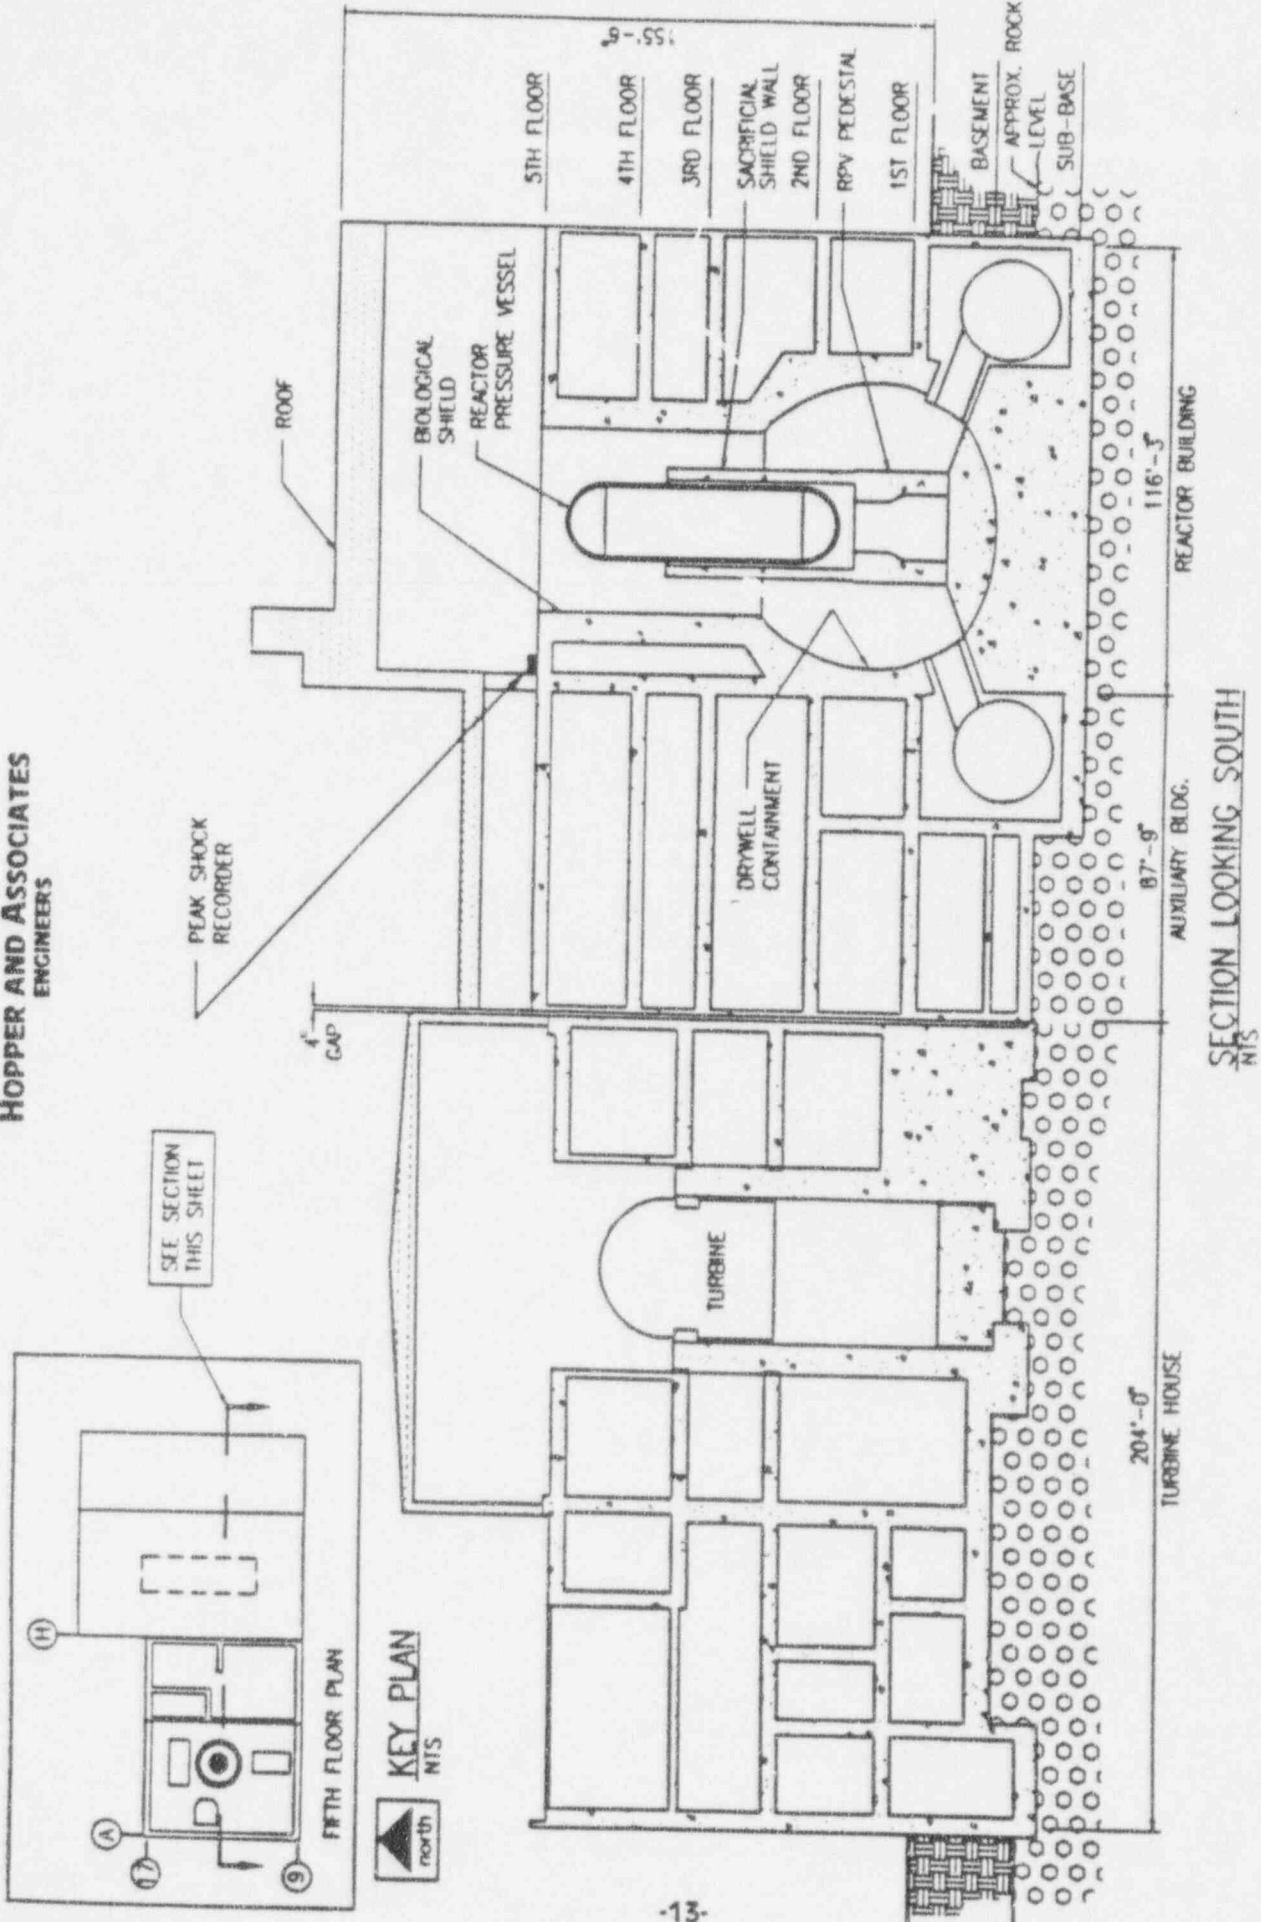 HOPPER AND ASSOCIATES
ENGINEERS
H
A
17
9
FIFTH FLOOR PLAN
SEE SECTION
THIS SHEET
KEY PLAN
NTS
north
PEAK SHOCK
RECORDER
ROOF
BIOLOGICAL
SHIELD
REACTOR
PRESSURE VESSEL
5TH FLOOR
4TH FLOOR
3RD FLOOR
SACRIFICIAL
SHIELD WALL
2ND FLOOR
RPV PEDESTAL
1ST FLOOR
BASEMENT
APPROX. ROCK
LEVEL
SUB-BASE
4"
GAP
TURBINE
DRYWELL
CONTAINMENT
204'-0"
TURBINE HOUSE
87'-9"
AUXILIARY BLDG.
116'-3"
REACTOR BUILDING
SECTION LOOKING SOUTH
NTS
-13-